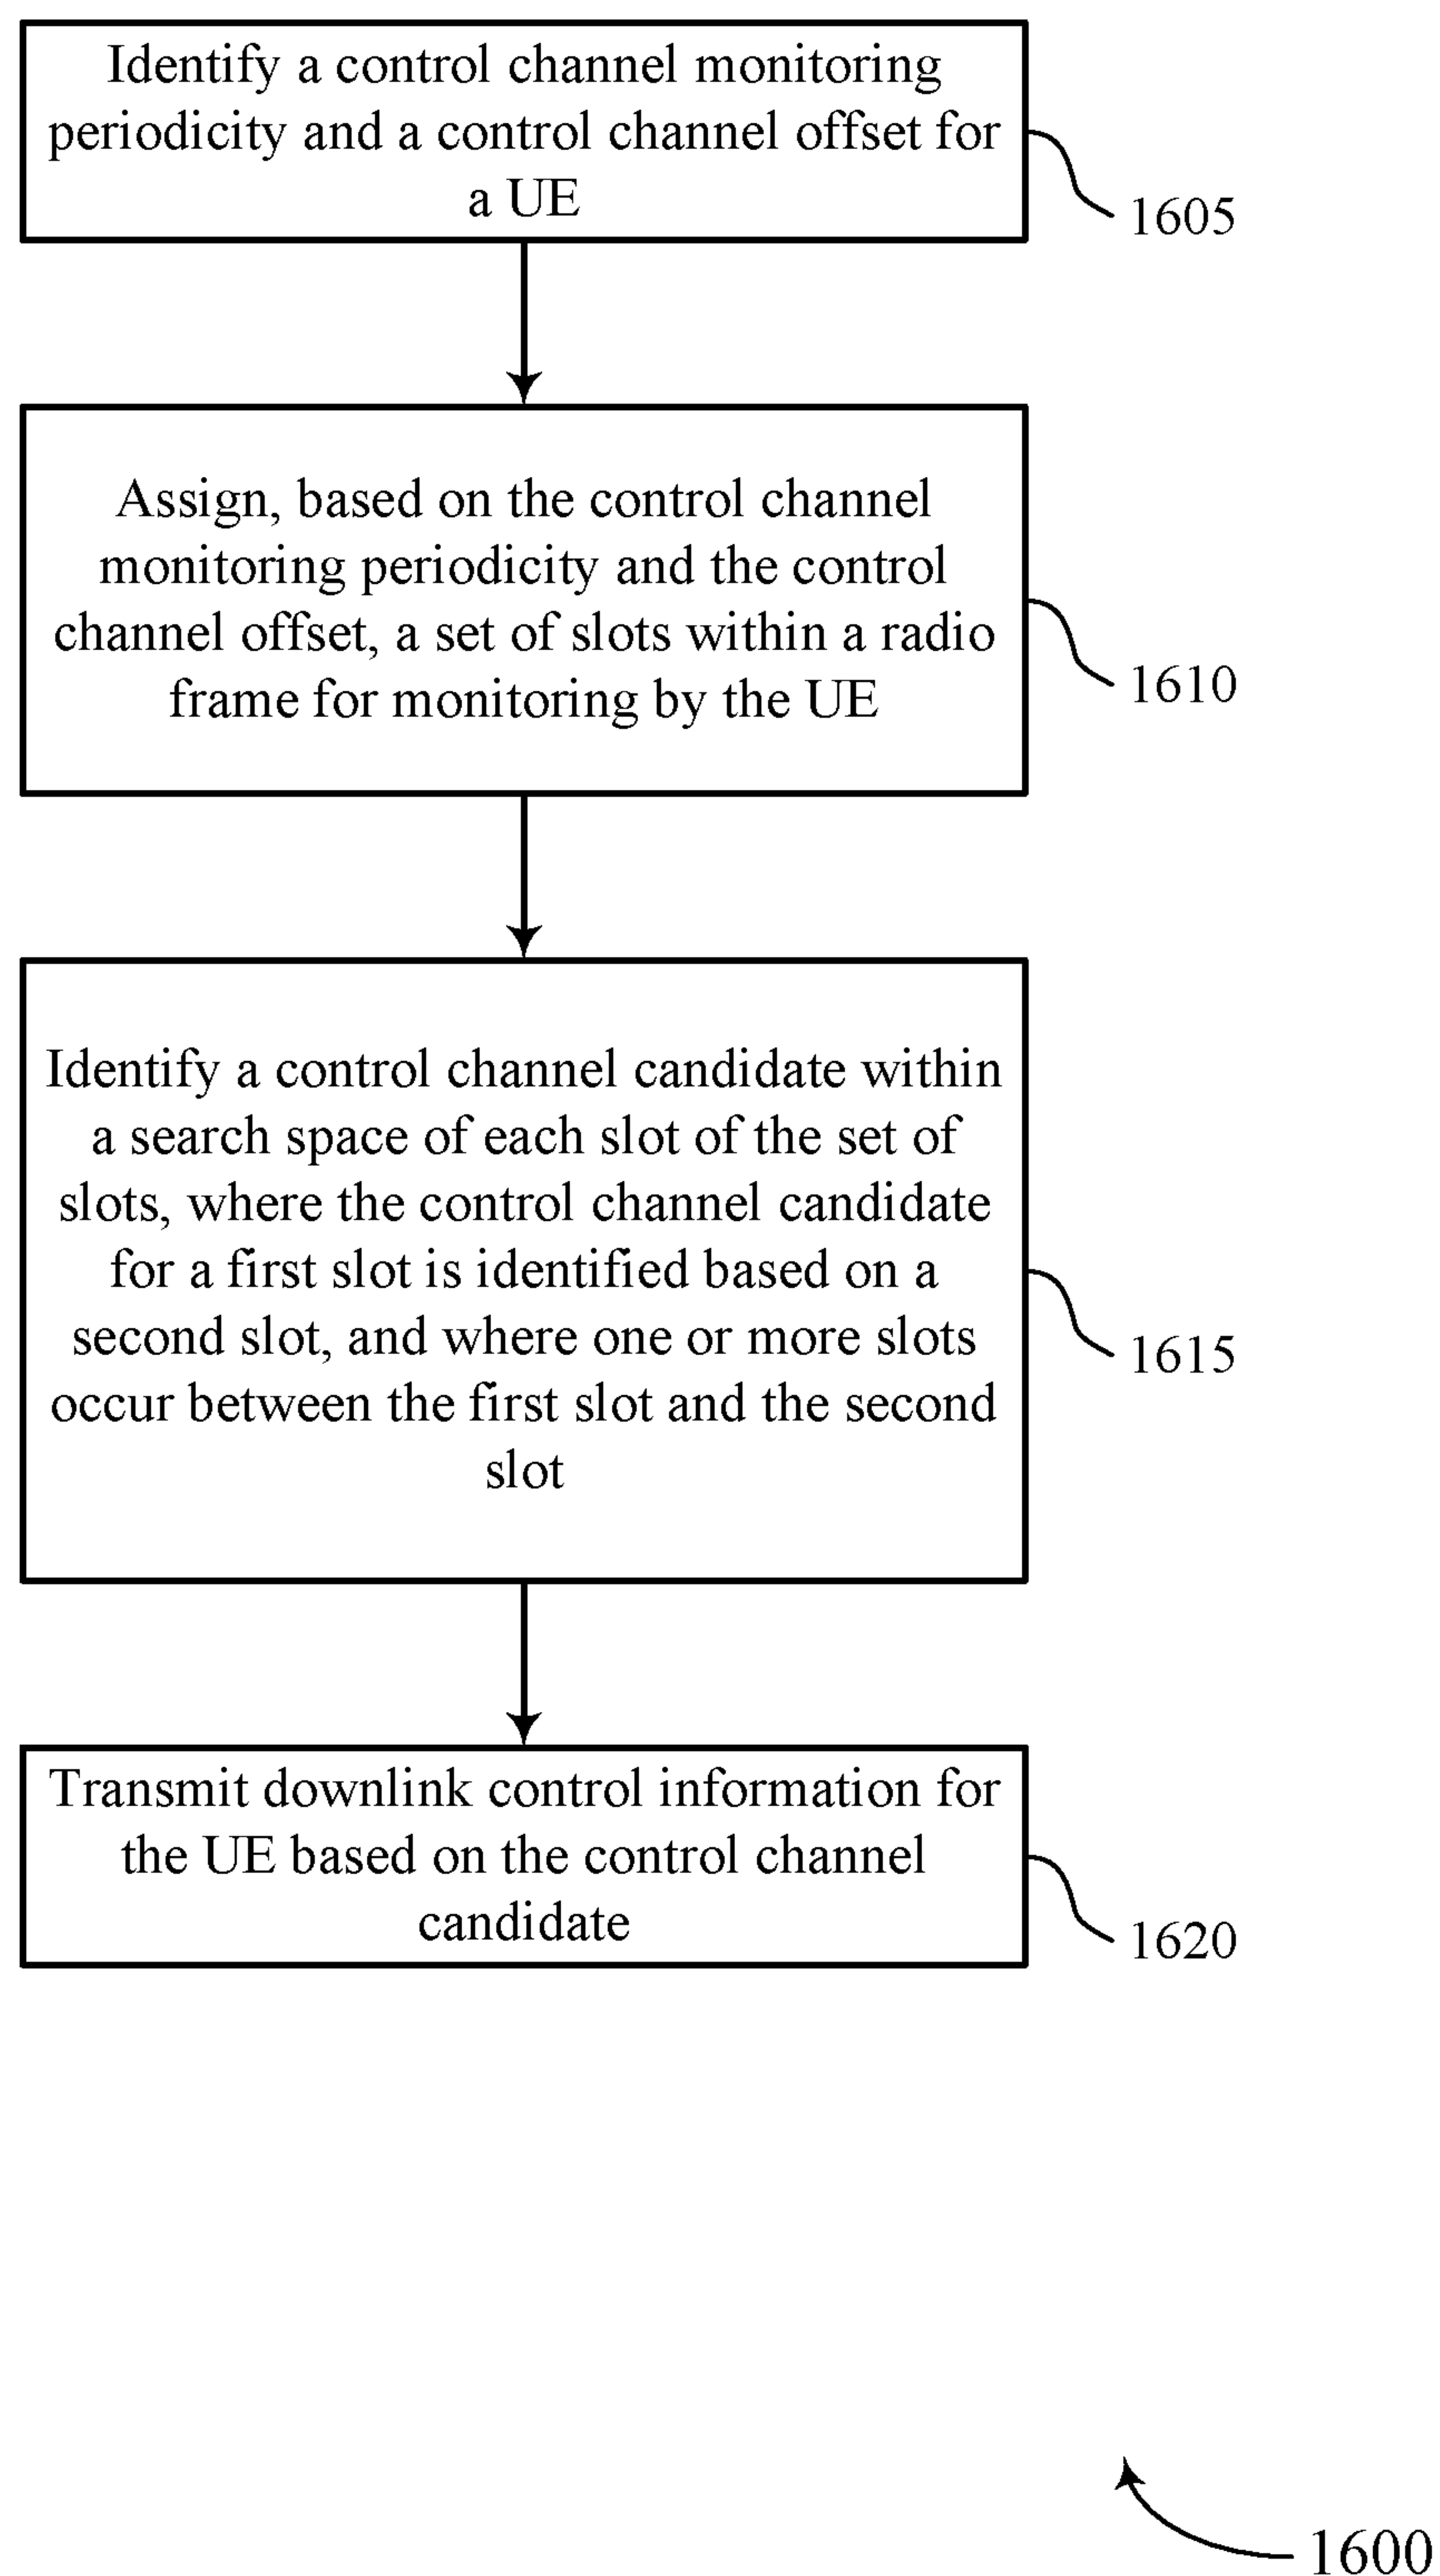 Identify a control channel monitoring
periodicity and a control channel offset for
a UE
1605
Assign, based on the control channel
monitoring periodicity and the control
channel offset, a set of slots within a radio
frame for monitoring by the UE
1610
Identify a control channel candidate within
a search space of each slot of the set of
slots, where the control channel candidate
for a first slot is identified based on a
second slot, and where one or more slots
occur between the first slot and the second
slot
1615
Transmit downlink control information for
the UE based on the control channel
candidate
1620
1600